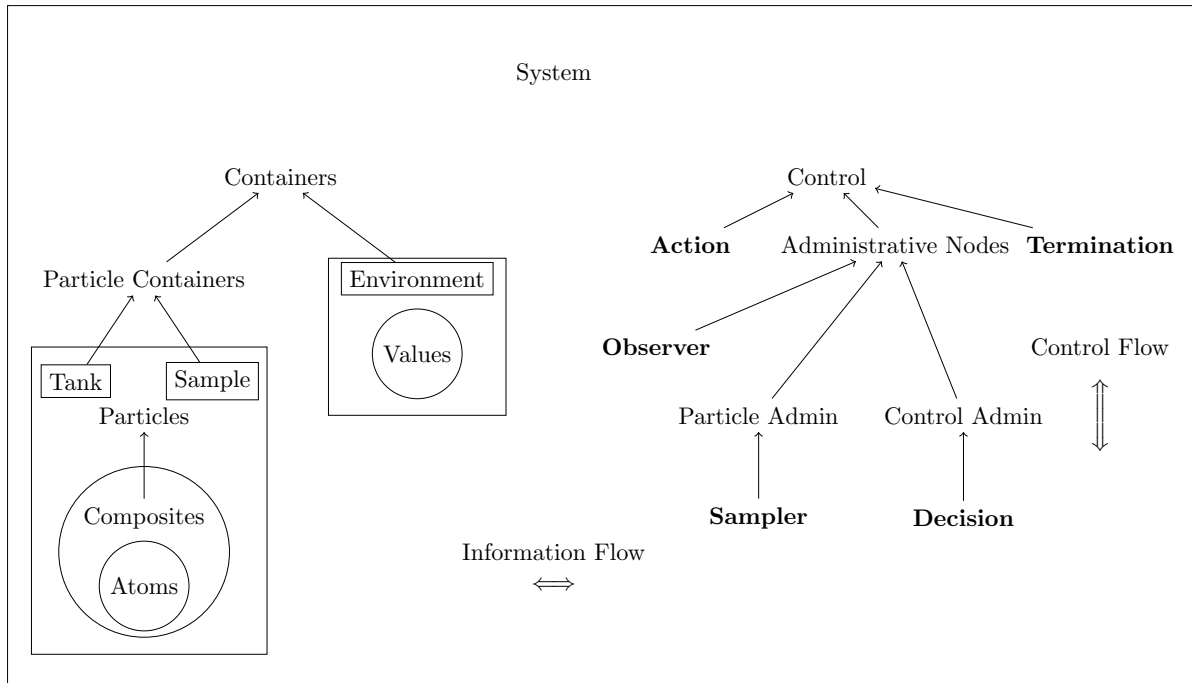 System
Containers
Control
Action
Administrative Nodes
Termination
Particle Containers
Environment
Observer
Control Flow
Values
Tank
Sample
Particles
Particle Admin
Control Admin
Composites
Sampler
Decision
Information Flow
Atoms